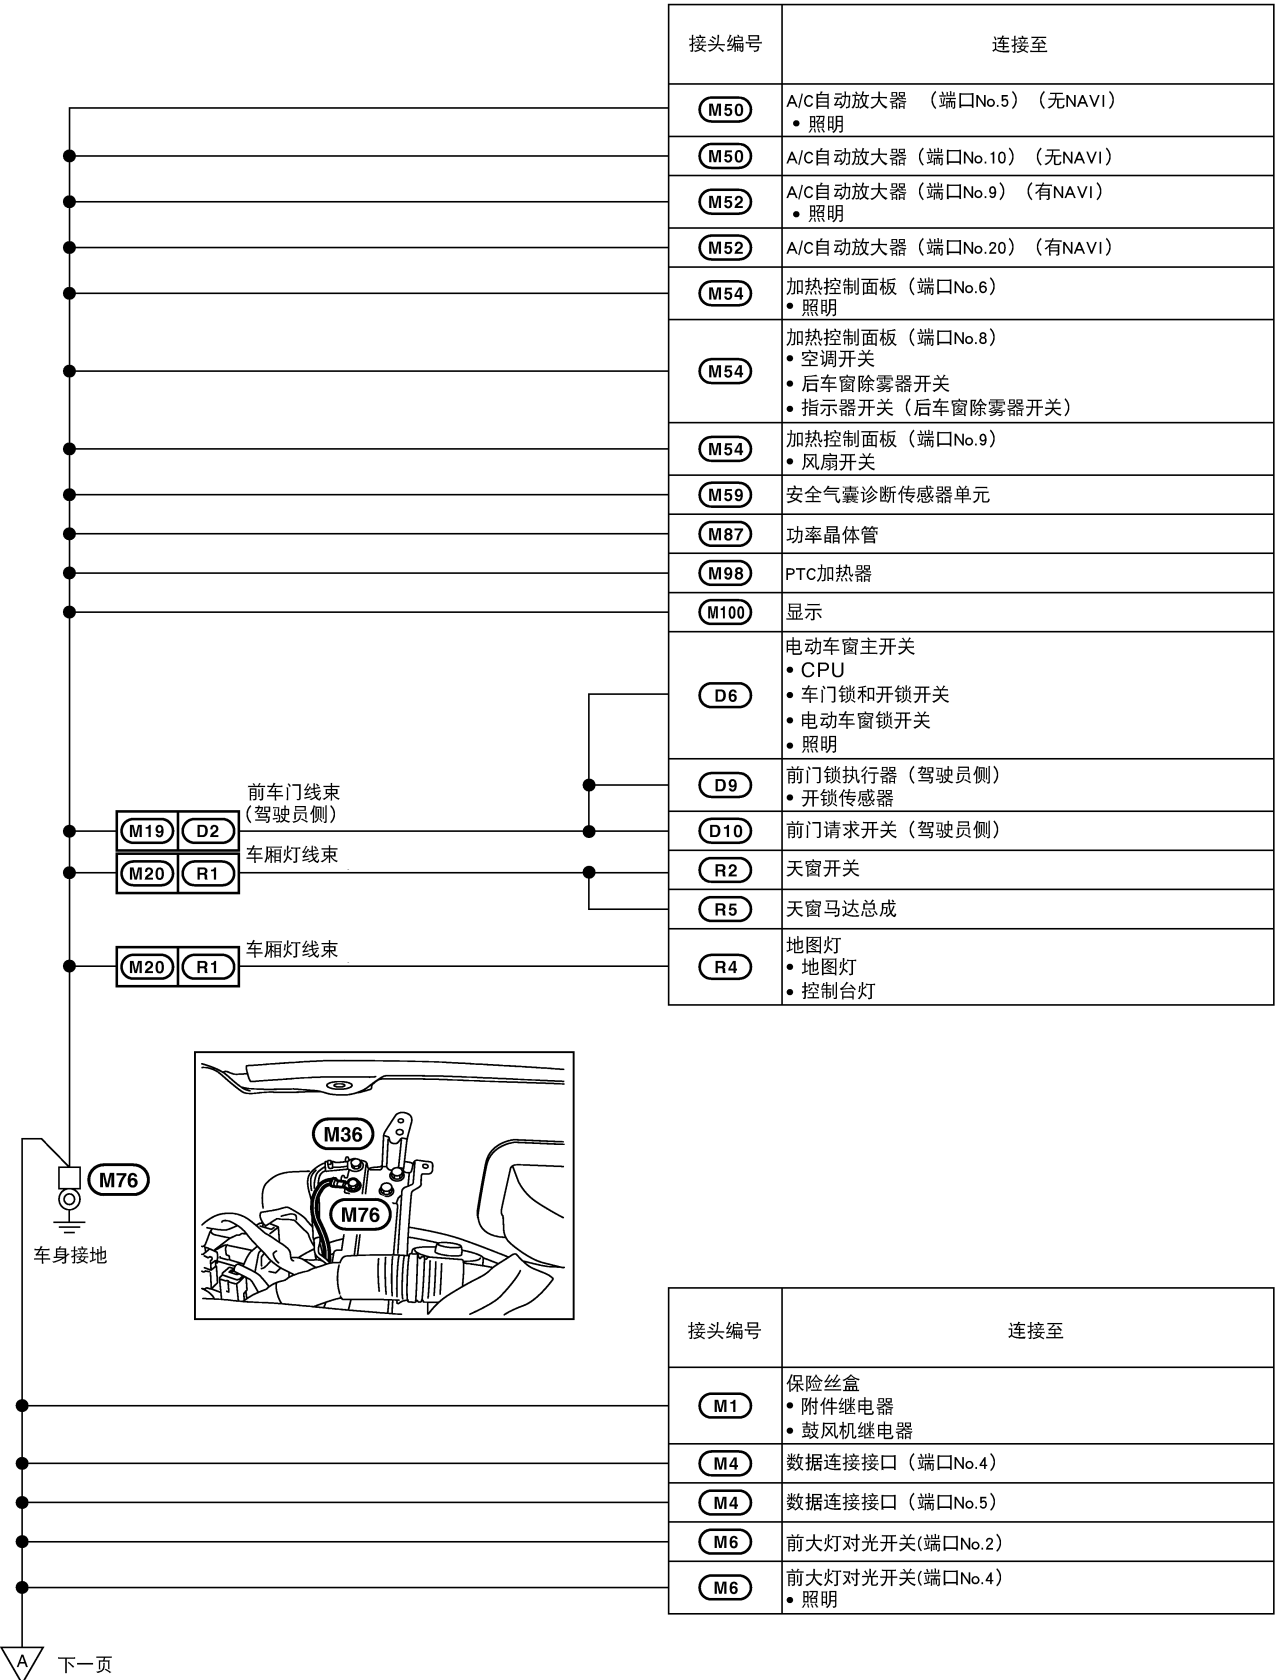 接头编号
连接至
M50
A/C自动放大器 （端口No.5）（无NAVI）
• 照明
M50
A/C自动放大器（端口No.10）（无NAVI）
M52
A/C自动放大器（端口No.9）（有NAVI）
• 照明
M52
A/C自动放大器（端口No.20）（有NAVI）
M54
加热控制面板（端口No.6）
• 照明
M54
加热控制面板（端口No.8）
• 空调开关
• 后车窗除雾器开关
• 指示器开关（后车窗除雾器开关）
M54
加热控制面板（端口No.9）
• 风扇开关
M59
安全气囊诊断传感器单元
M87
功率晶体管
M98
PTC加热器
M100
显示
D6
电动车窗主开关
• CPU
• 车门锁和开锁开关
• 电动车窗锁开关
• 照明
D9
前门锁执行器（驾驶员侧）
• 开锁传感器
前车门线束
（驾驶员侧）
M19
D2
D10
前门请求开关（驾驶员侧）
车厢灯线束
M20
R1
R2
天窗开关
R5
天窗马达总成
车厢灯线束
M20
R1
R4
地图灯
• 地图灯
• 控制台灯
M36
M76
M76
车身接地
接头编号
连接至
M1
保险丝盒
• 附件继电器
• 鼓风机继电器
M4
数据连接接口（端口No.4）
M4
数据连接接口（端口No.5）
M6
前大灯对光开关(端口No.2）
M6
前大灯对光开关(端口No.4）
• 照明
A
下一页